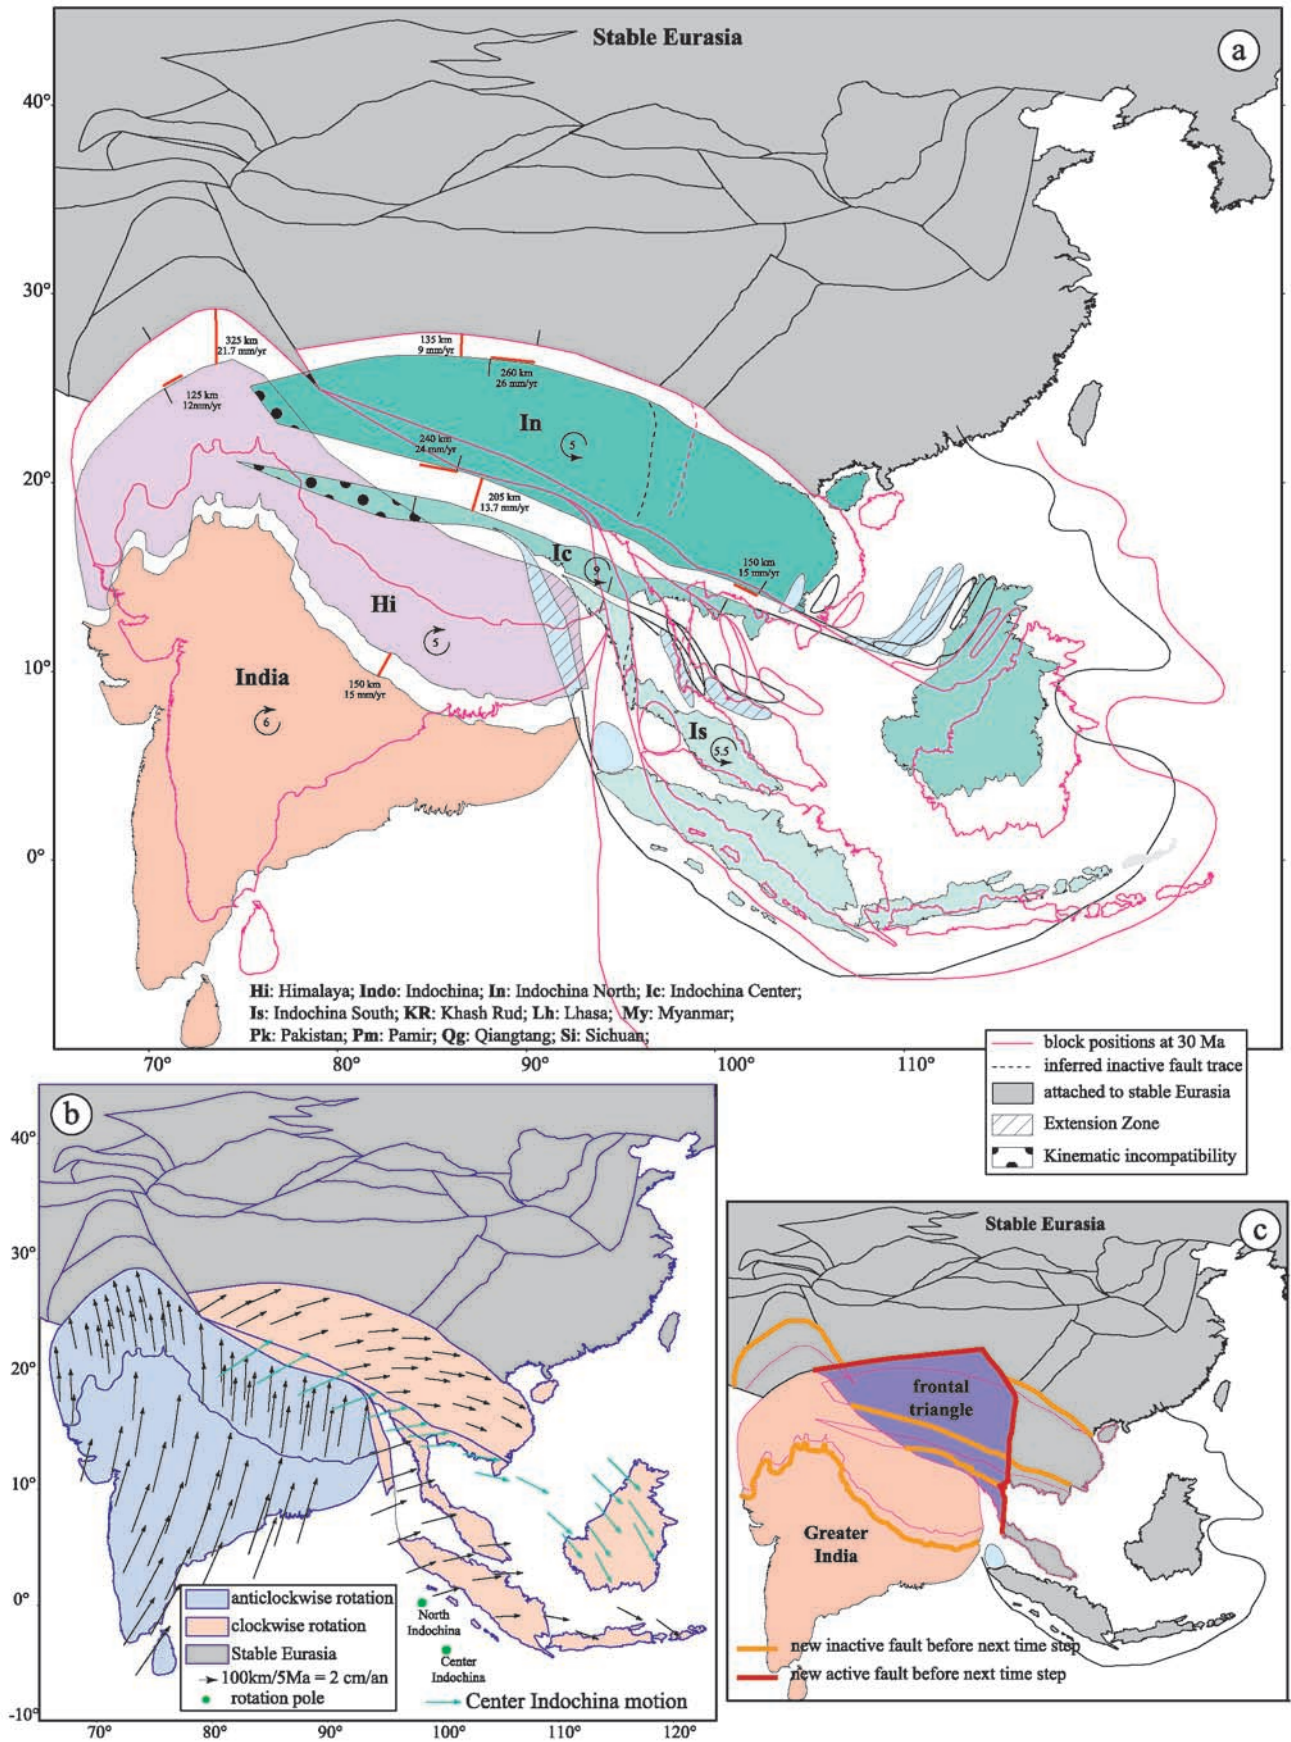 Stable Eurasia
a
40°
30°
20°
10°
0°
325 km
21.7 mm/yr
135 km
9 mm/yr
260 km
26 mm/yr
125 km
12mm/yr
In
5
240 km
24 mm/yr
205 km
13.7 mm/yr
Ic
9
150 km
15 mm/yr
Hi
5
India
6
150 km
15 mm/yr
Is
5.5
Hi: Himalaya; Indo: Indochina; In: Indochina North; Ic: Indochina Center;
Is: Indochina South; KR: Khash Rud; Lh: Lhasa; My: Myanmar;
Pk: Pakistan; Pm: Pamir; Qg: Qiangtang; Si: Sichuan;
70° 80° 90° 100° 110°
block positions at 30 Ma
inferred inactive fault trace
attached to stable Eurasia
Extension Zone
Kinematic incompatibility
b
40°
30°
20°
10°
0°
-10°
anticlockwise rotation
clockwise rotation
Stable Eurasia
100km/5Ma = 2 cm/an
rotation pole
North
Indochina
Center
Indochina
Center Indochina motion
70° 80° 90° 100° 110° 120°
Stable Eurasia
c
frontal
triangle
Greater
India
new inactive fault before next time step
new active fault before next time step